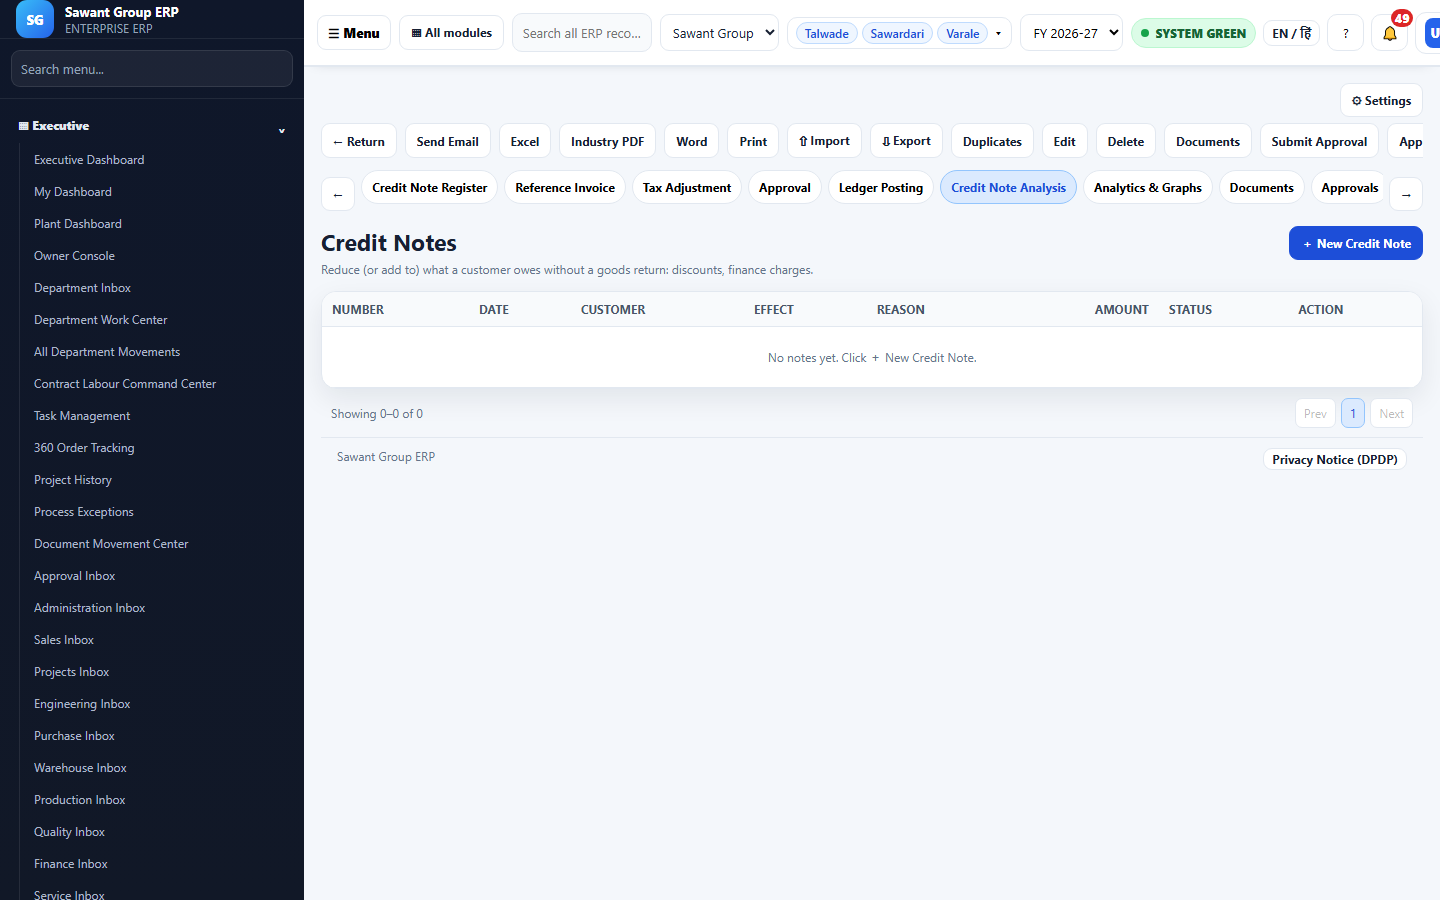 SG
Sawant Group ERP
ENTERPRISE ERP
Search menu...
Executive
Executive Dashboard
My Dashboard
Plant Dashboard
Owner Console
Department Inbox
Department Work Center
All Department Movements
Contract Labour Command Center
Task Management
360 Order Tracking
Project History
Process Exceptions
Document Movement Center
Approval Inbox
Administration Inbox
Sales Inbox
Projects Inbox
Engineering Inbox
Purchase Inbox
Warehouse Inbox
Production Inbox
Quality Inbox
Finance Inbox
Service Inbox
☰ Menu
All modules
Search all ERP reco...
Sawant Group
Talwade Sawardari Varale
FY 2026-27
SYSTEM GREEN
EN / हिं
?
49
U
⚙ Settings
← Return
Send Email
Excel
Industry PDF
Word
Print
⇧ Import
⇩ Export
Duplicates
Edit
Delete
Documents
Submit Approval
App
←
Credit Note Register
Reference Invoice
Tax Adjustment
Approval
Ledger Posting
Credit Note Analysis
Analytics & Graphs
Documents
Approvals
→
Credit Notes
+ New Credit Note
Reduce (or add to) what a customer owes without a goods return: discounts, finance charges.
NUMBER DATE CUSTOMER EFFECT REASON AMOUNT STATUS ACTION
No notes yet. Click + New Credit Note.
Showing 0–0 of 0
Prev 1 Next
Sawant Group ERP
Privacy Notice (DPDP)